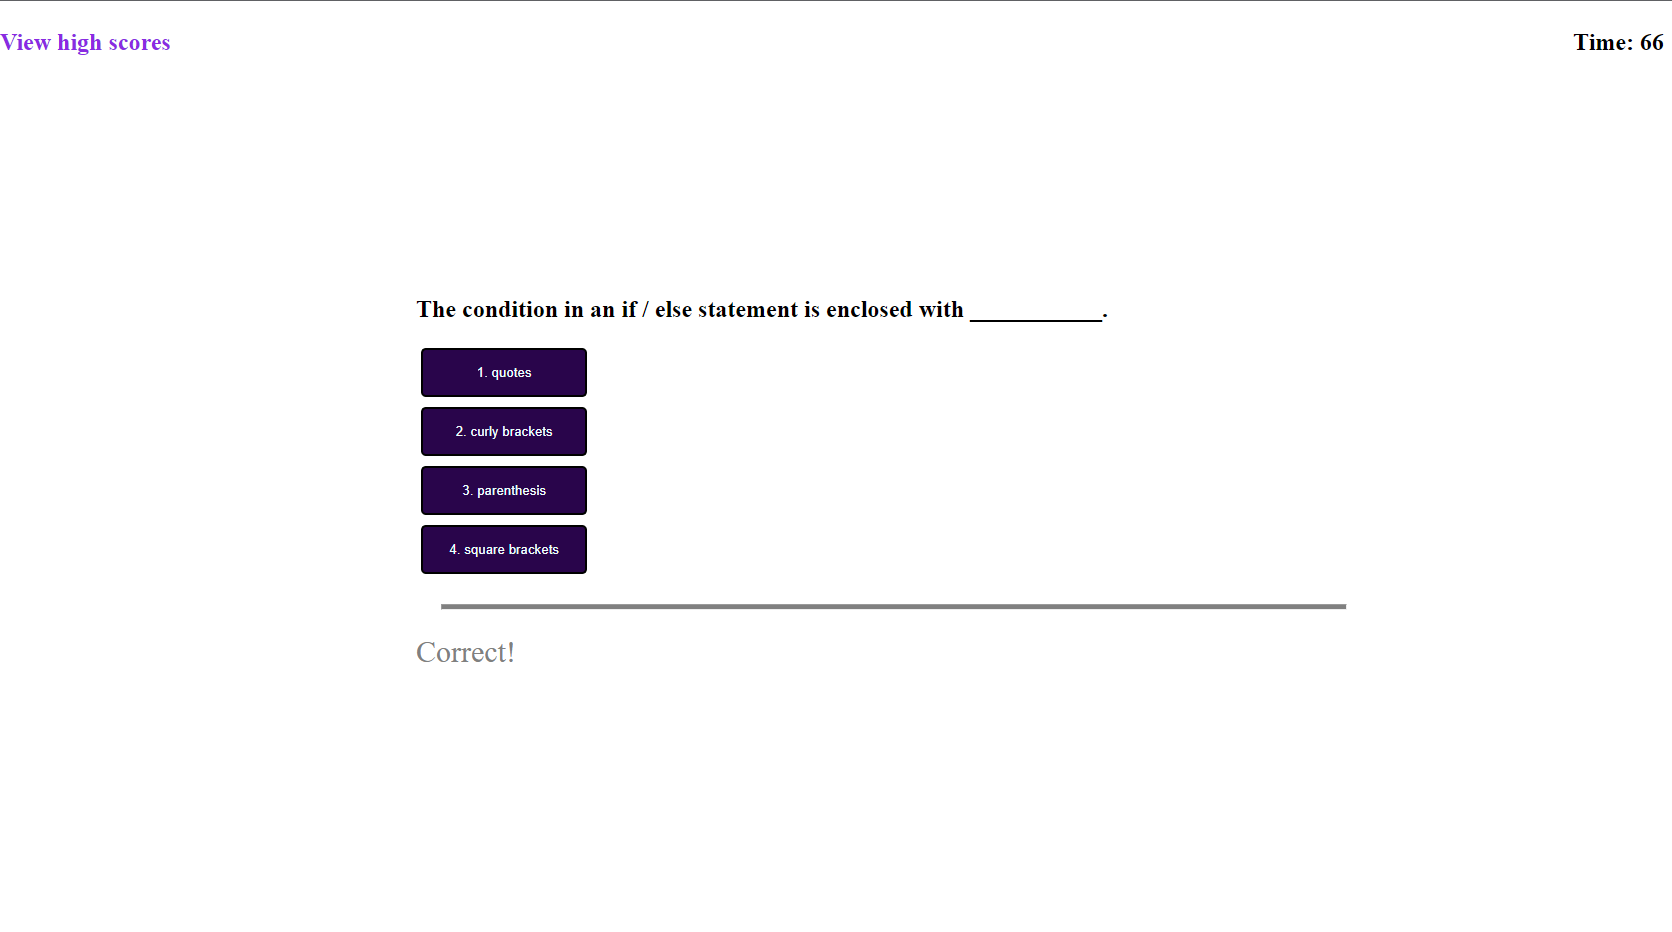 View high scores
Time: 66
The condition in an if / else statement is enclosed with ___________.
1. quotes
2. curly brackets
3. parenthesis
4. square brackets
Correct!